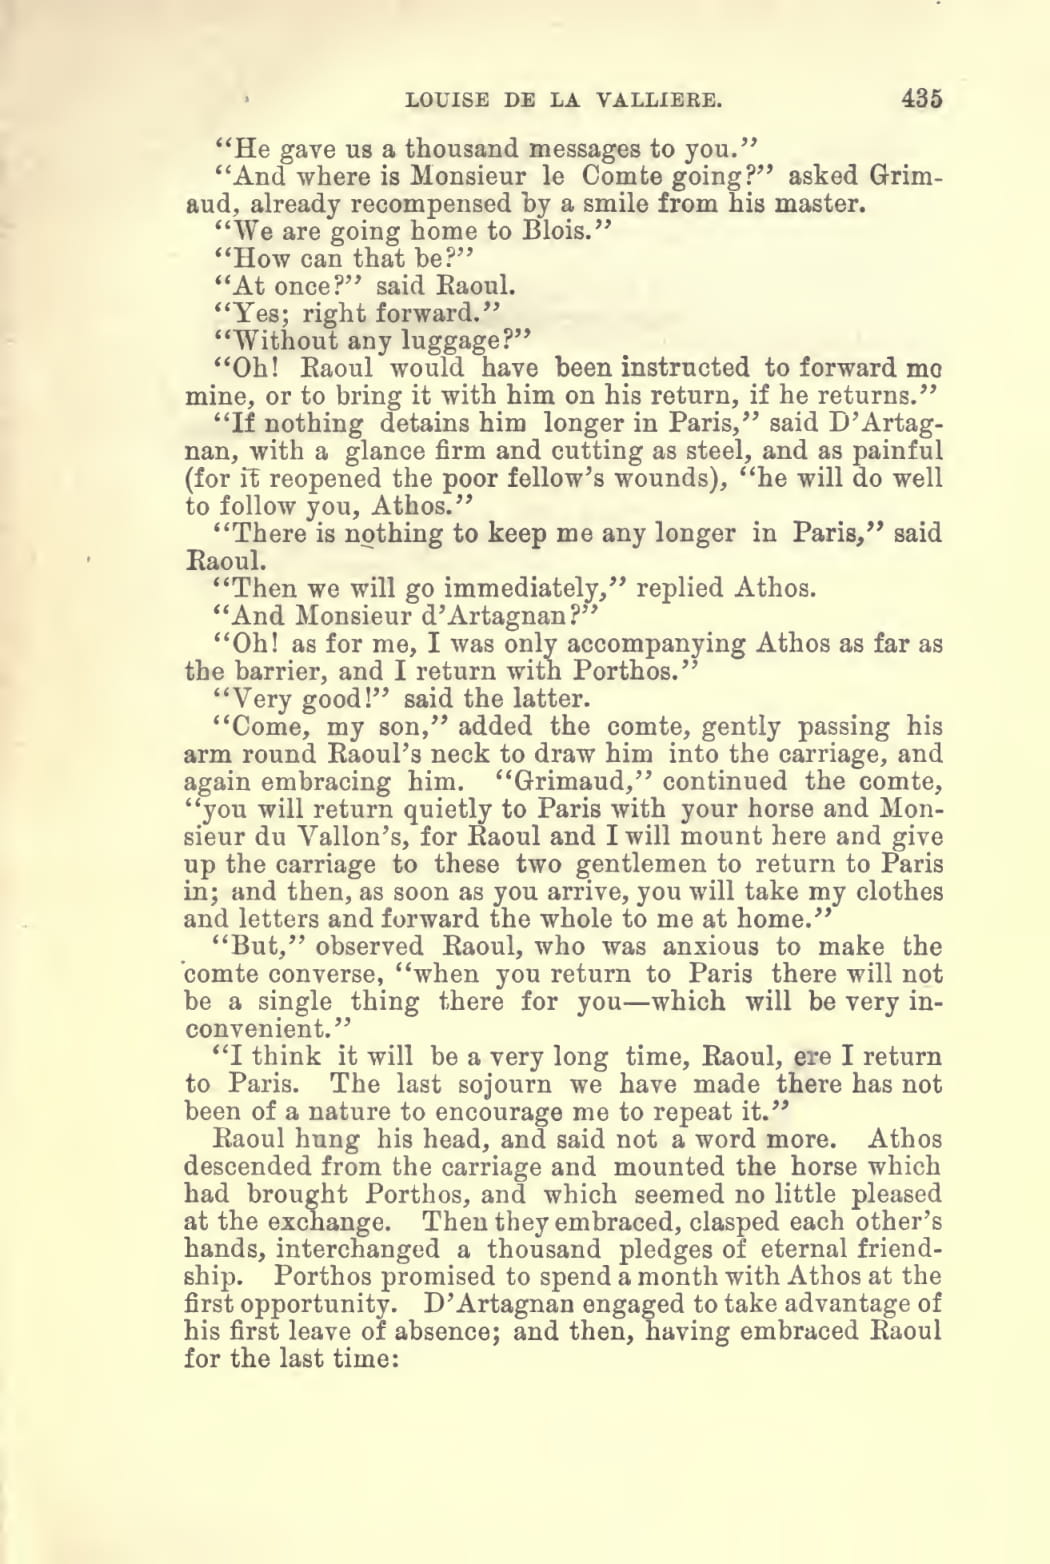 LOUISE DE LA VALLIERE. 435
“He gave us a thousand messages to you.”
“And where is Monsieur le Comte going?” asked Grim-
aud, already recompensed by a smile from his master.
“We are going home to Blois.”
“How can that be?”
“At once?” said Raoul.
“Yes; right forward.”
“Without any luggage?”
“Oh! Raoul would have been instructed to forward me
mine, or to bring it with him on his return, if he returns.”
“If nothing detains him longer in Paris,” said D’Artag-
nan, with a glance firm and cutting as steel, and as painful
(for it reopened the poor fellow’s wounds), “he will do well
to follow you, Athos.”
“There is nothing to keep me any longer in Paris,” said
Raoul.
“Then we will go immediately,” replied Athos.
“And Monsieur d’Artagnan?”
“Oh! as for me, I was only accompanying Athos as far as
the barrier, and I return with Porthos.”
“Very good!” said the latter.
“Come, my son,” added the comte, gently passing his
arm round Raoul’s neck to draw him into the carriage, and
again embracing him. “Grimaud,” continued the comte,
“you will return quietly to Paris with your horse and Mon-
sieur du Vallon’s, for Raoul and I will mount here and give
up the carriage to these two gentlemen to return to Paris
in; and then, as soon as you arrive, you will take my clothes
and letters and forward the whole to me at home.”
“But,” observed Raoul, who was anxious to make the
comte converse, “when you return to Paris there will not
be a single thing there for you—which will be very in-
convenient.”
“I think it will be a very long time, Raoul, ere I return
to Paris. The last sojourn we have made there has not
been of a nature to encourage me to repeat it.”
Raoul hung his head, and said not a word more. Athos
descended from the carriage and mounted the horse which
had brought Porthos, and which seemed no little pleased
at the exchange. Then they embraced, clasped each other’s
hands, interchanged a thousand pledges of eternal friend-
ship. Porthos promised to spend a month with Athos at the
first opportunity. D’Artagnan engaged to take advantage of
his first leave of absence; and then, having embraced Raoul
for the last time: